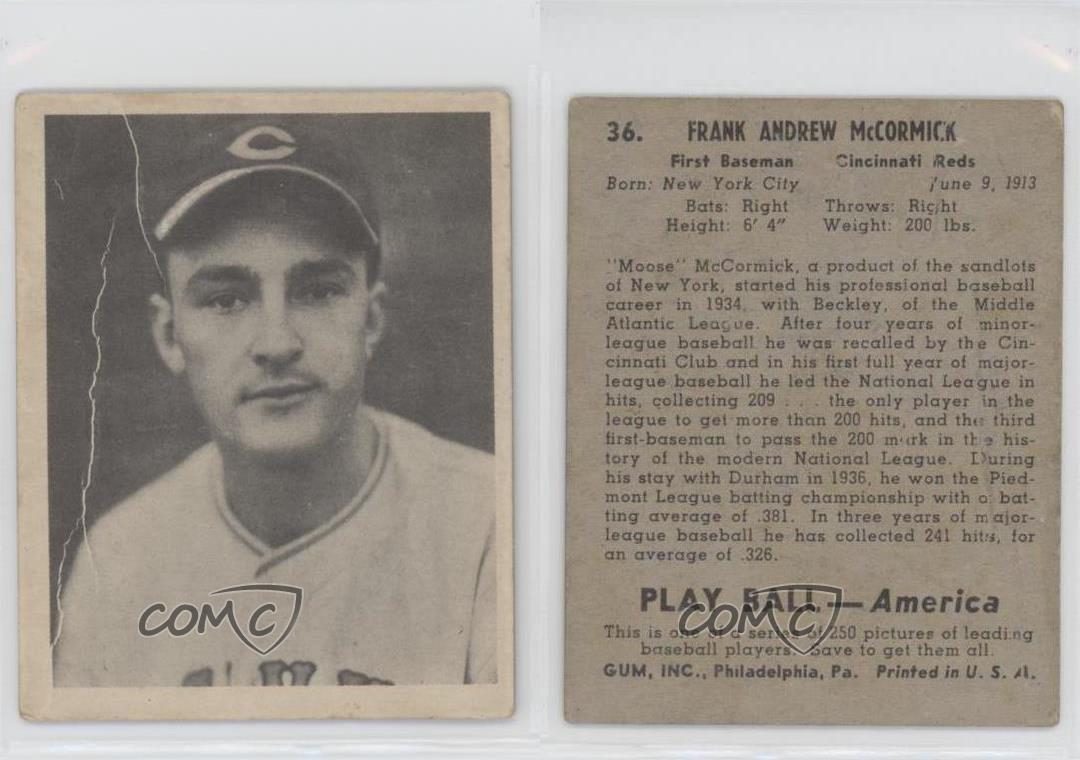 C
COMC
36. FRANK ANDREW McCORMICK
First Baseman Cincinnati Reds
Born: New York City June 9, 1913
Bats: Right Throws: Right
Height: 6' 4" Weight: 200 lbs.
"Moose" McCormick, a product of the sandlots
of New York, started his professional baseball
career in 1934, with Beckley, of the Middle
Atlantic League. After four years of minor-
league baseball he was recalled by the Cin-
cinnati Club and in his first full year of major-
league baseball he led the National League in
hits, collecting 209 . . . the only player in the
league to get more than 200 hits, and the third
first-baseman to pass the 200 mark in the his-
tory of the modern National League. During
his stay with Durham in 1936, he won the Pied-
mont League batting championship with a bat-
ting average of .381. In three years of major-
league baseball he has collected 241 hits, for
an average of .326.
PLAY BALL—America
COMC
This is one of a series of 250 pictures of leading
baseball players. Save to get them all.
GUM, INC., Philadelphia, Pa. Printed in U. S. A.